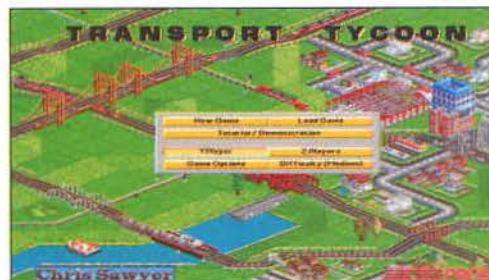 TRANSPORT TYCOON
New Game Load Game
Tutorial / Demonstration
1 Player 2 Players
Game Options Difficulty (Medium)
Chris Sawyer